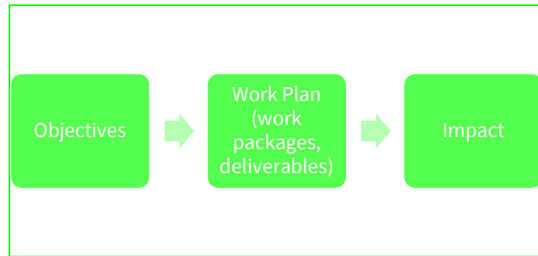 Objectives
Work Plan
(work
packages,
deliverables)
Impact